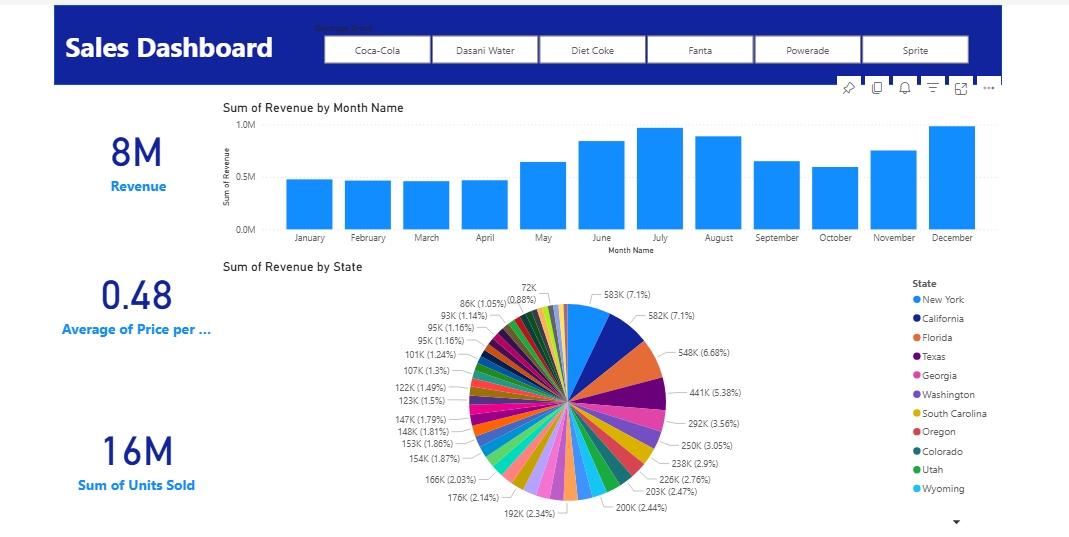 Sales Dashboard
Coca-Cola
Dasani Water
Diet Coke
Fanta
Powerade
Sprite
Sum of Revenue by Month Name
8M
Revenue
0.48
Average of Price per ...
16M
Sum of Units Sold
1.0M
0.5M
0.0M
Sum of Revenue
January
February
March
April
May
June
July
August
September
October
November
December
Month Name
Sum of Revenue by State
583K (7.1%)
582K (7.1%)
548K (6.68%)
441K (5.38%)
292K (3.56%)
250K (3.05%)
238K (2.9%)
226K (2.76%)
203K (2.47%)
200K (2.44%)
192K (2.34%)
176K (2.14%)
166K (2.03%)
154K (1.87%)
153K (1.86%)
148K (1.81%)
147K (1.79%)
123K (1.5%)
122K (1.49%)
107K (1.3%)
101K (1.24%)
95K (1.16%)
95K (1.16%)
93K (1.14%)
86K (1.05%)
72K
(0.88%)
State
New York
California
Florida
Texas
Georgia
Washington
South Carolina
Oregon
Colorado
Utah
Wyoming